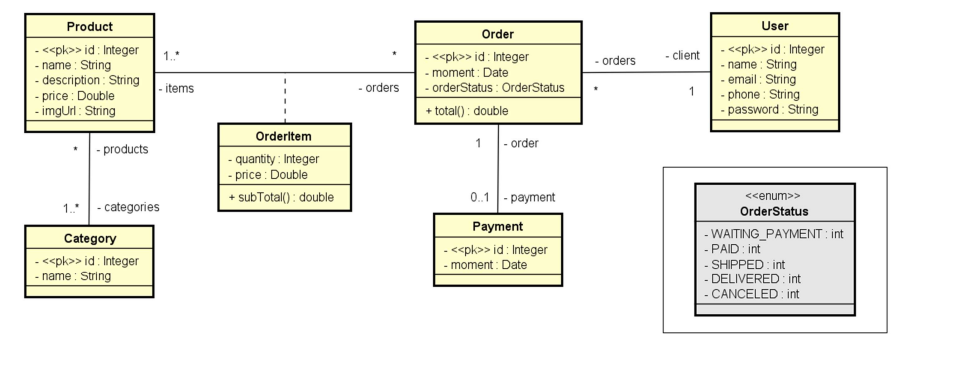 Product
- <<pk>> id : Integer
- name : String
- description : String
- price : Double
- imgUrl : String
1..*
*
- items
- orders
Order
- <<pk>> id : Integer
- moment : Date
- orderStatus : OrderStatus
+ total() : double
- orders
- client
*
1
User
- <<pk>> id : Integer
- name : String
- email : String
- phone : String
- password : String
OrderItem
- quantity : Integer
- price : Double
+ subTotal() : double
* - products
1..* - categories
Category
- <<pk>> id : Integer
- name : String
1 - order
0..1 - payment
Payment
- <<pk>> id : Integer
- moment : Date
<<enum>>
OrderStatus
- WAITING_PAYMENT : int
- PAID : int
- SHIPPED : int
- DELIVERED : int
- CANCELED : int